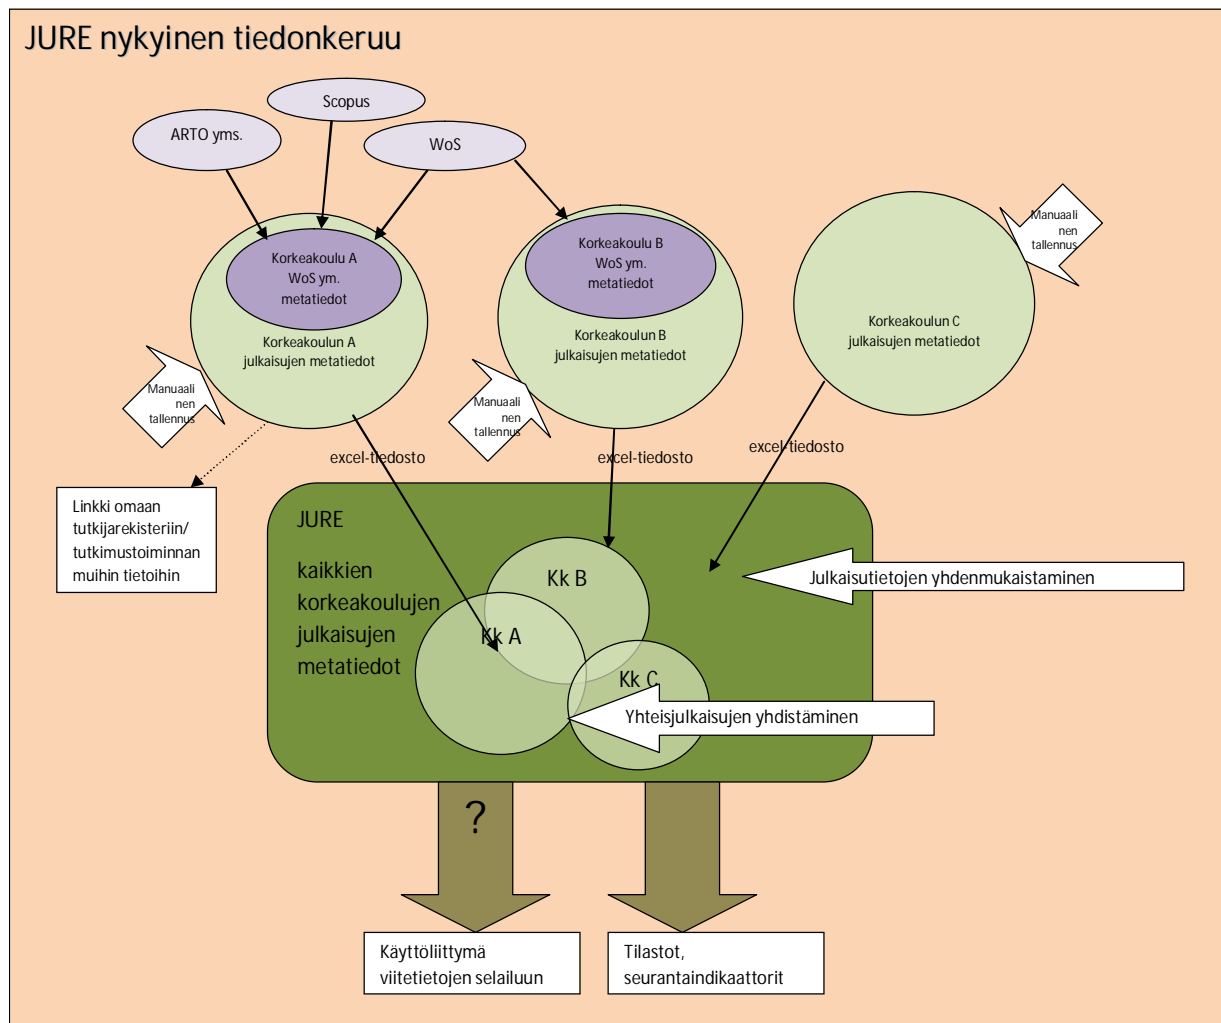 JURE nykyinen tiedonkeruu
Scopus
ARTO yms.
WoS
Korkeakoulu A
WoS ym.
metatiedot
Korkeakoulun A
julkaisujen metatiedot
Korkeakoulu B
WoS ym.
metatiedot
Korkeakoulun B
julkaisujen metatiedot
Korkeakoulun C
julkaisujen metatiedot
Manuaali
nen
tallennus
Manuaali
nen
tallennus
Manuaali
nen
tallennus
excel-tiedosto
excel-tiedosto
excel-tiedosto
Linkki omaan
tutkijarekisteriin/
tutkimustoiminnan
muihin tietoihin
JURE
kaikkien
korkeakoulujen
julkaisujen
metatiedot
Kk B
Kk A
Kk C
Julkaisutietojen yhdenmukaistaminen
Yhteisjulkaisujen yhdistäminen
?
Käyttöliittymä
viitetietojen selailuun
Tilastot,
seurantaindikaattorit